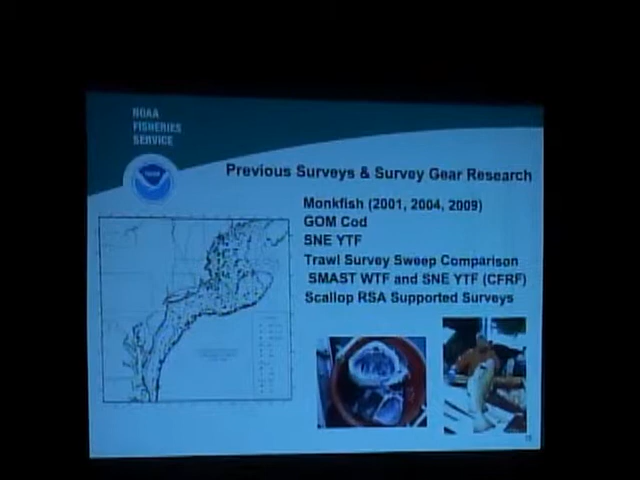 NOAA
FISHERIES
SERVICE
Previous Surveys & Survey Gear Research
Monkfish (2001, 2004, 2009)
GOM Cod
SNE YTF
Trawl Survey Sweep Comparison
SMAST WTF and SNE YTF (CFRF)
Scallop RSA Supported Surveys